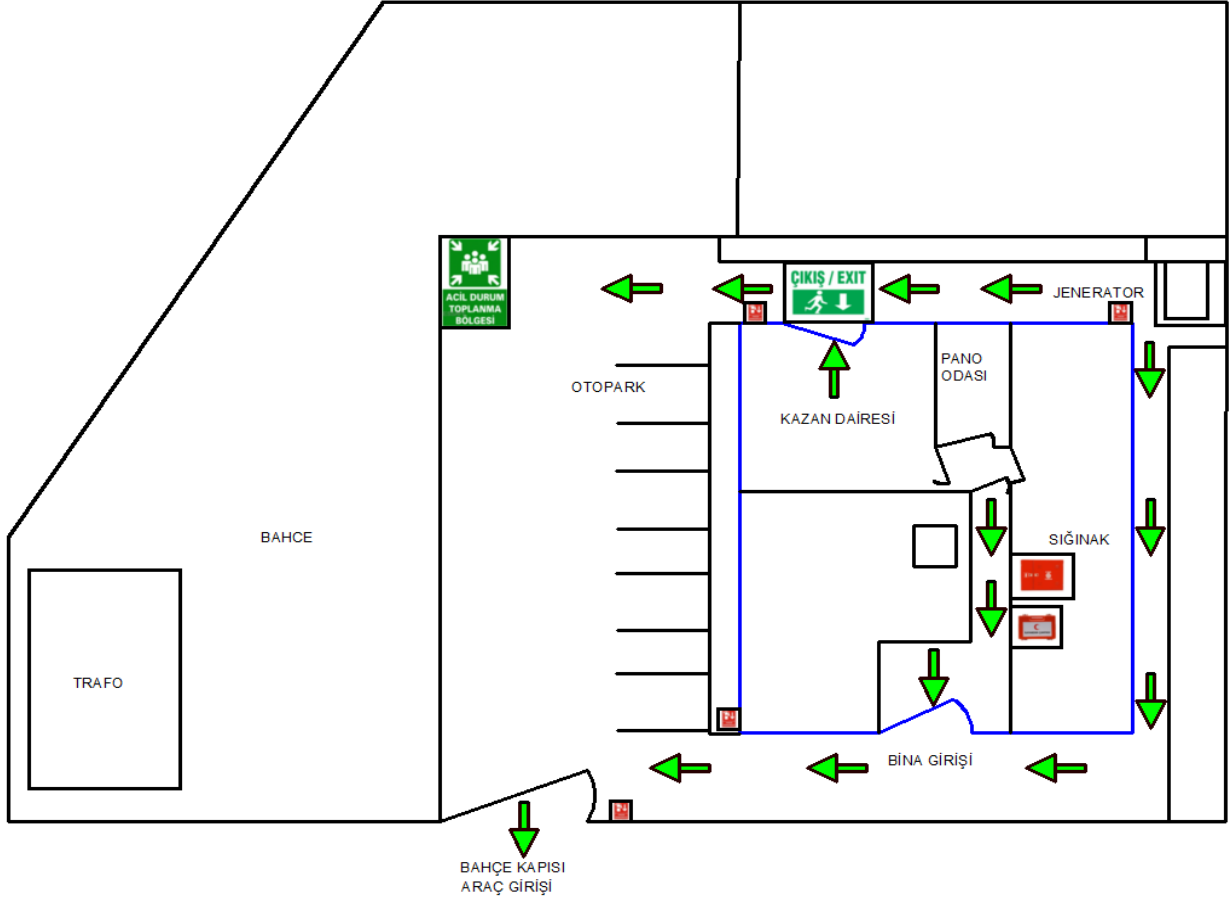 ACİL DURUM
TOPLANMA
BÖLGESİ
ÇIKIŞ / EXIT
JENERATOR
OTOPARK
PANO
ODASI
KAZAN DAİRESİ
BAHCE
SIĞINAK
TRAFO
BİNA GİRİŞİ
BAHÇE KAPISI
ARAÇ GİRİŞİ